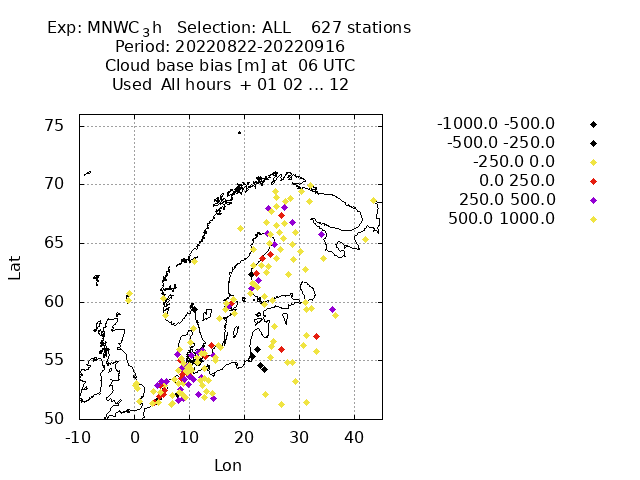 Exp: MNWC3h   Selection: ALL    627 stations
Period: 20220822-20220916
Cloud base bias [m] at  06 UTC
Used  All hours  + 01 02 ... 12
-1000.0 -500.0
-500.0 -250.0
-250.0 0.0
0.0 250.0
250.0 500.0
500.0 1000.0
75
70
65
60
55
50
Lat
-10 0 10 20 30 40
Lon